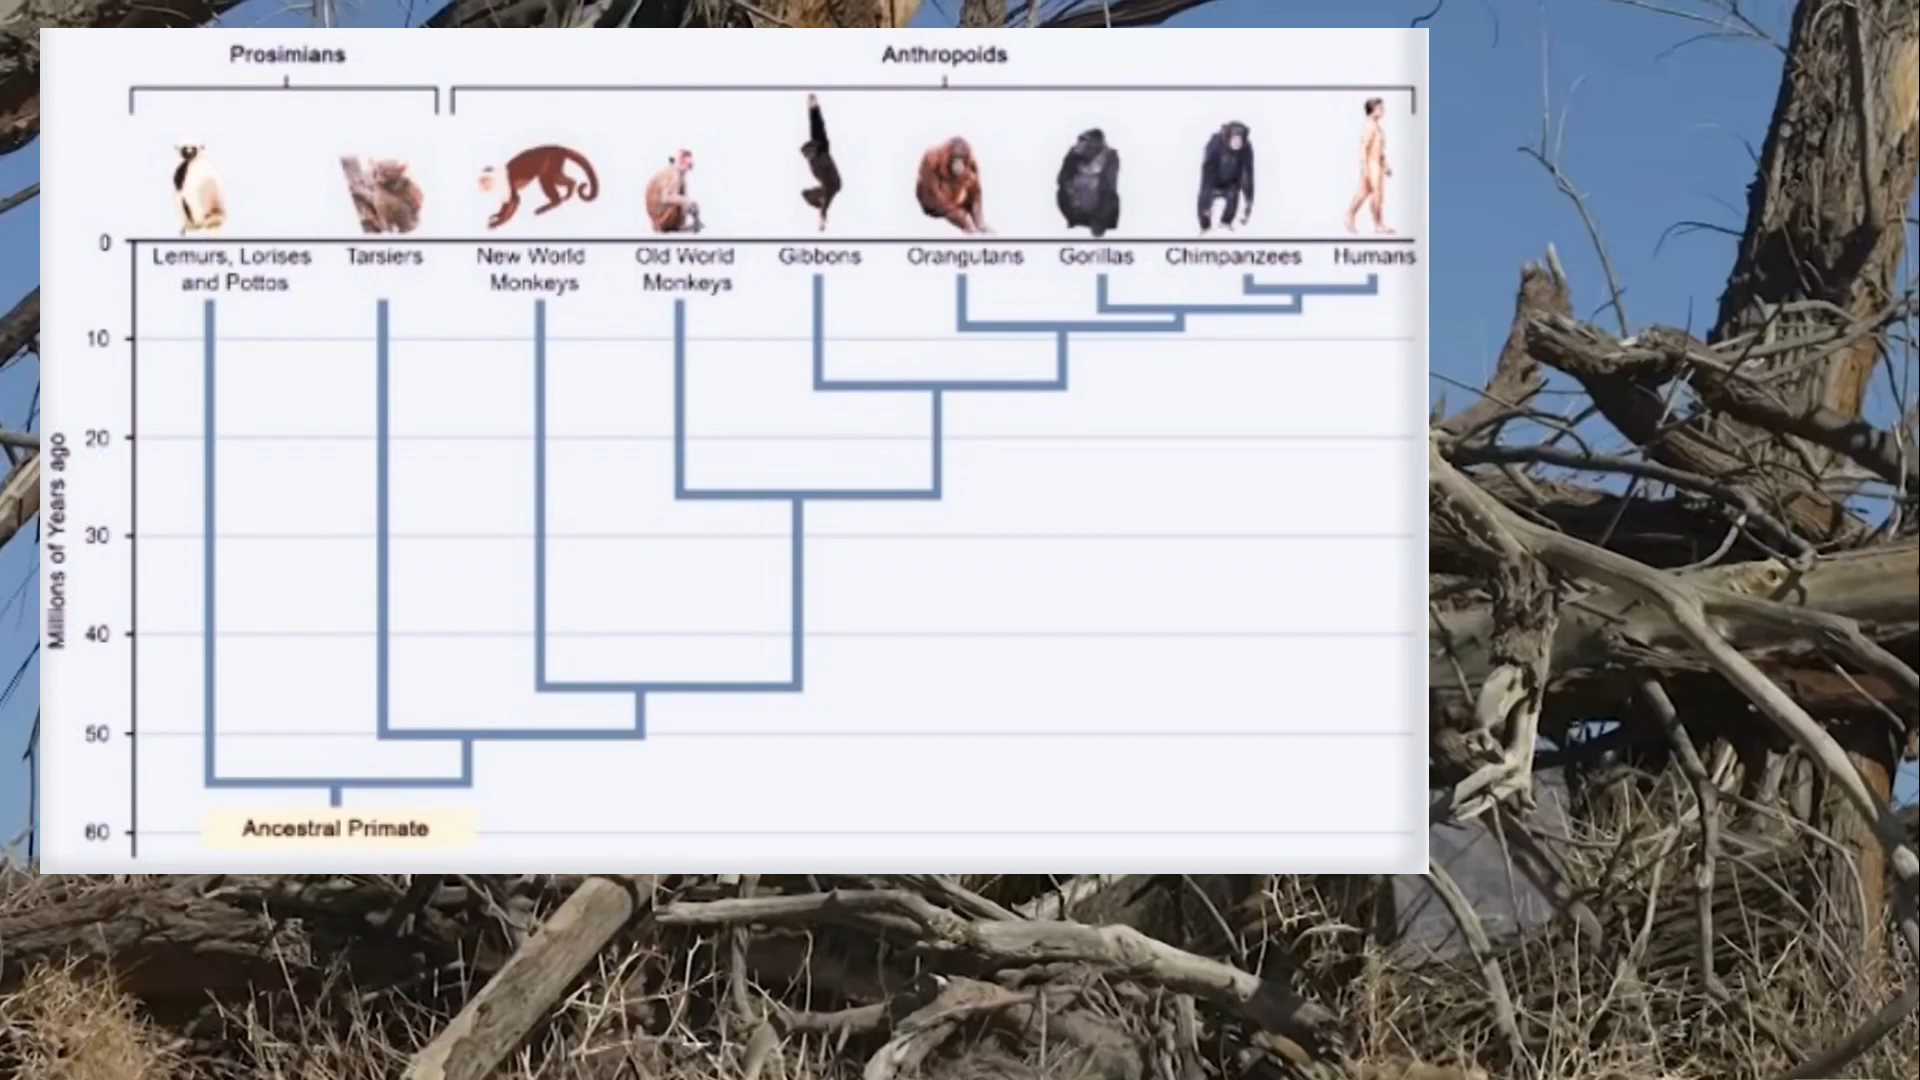 Prosimians
Anthropoids
0
Lemurs, Lorises
and Pottos
Tarsiers
New World
Monkeys
Old World
Monkeys
Gibbons
Orangutans
Gorillas
Chimpanzees
Humans
10
20
30
40
50
60
Millions of Years ago
Ancestral Primate